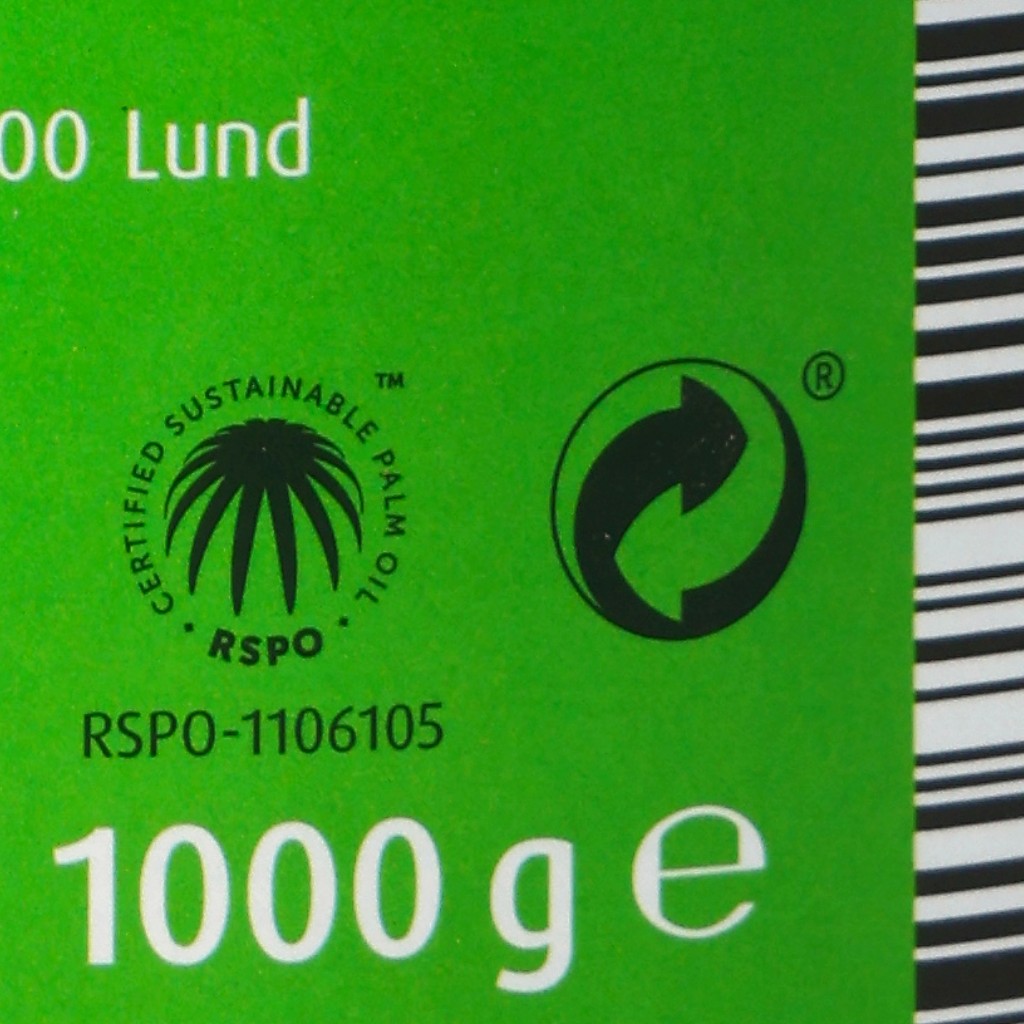 00 Lund
CERTIFIED SUSTAINABLE PALM OIL ™
· RSPO ·
®
RSPO-1106105
1000 g ℮